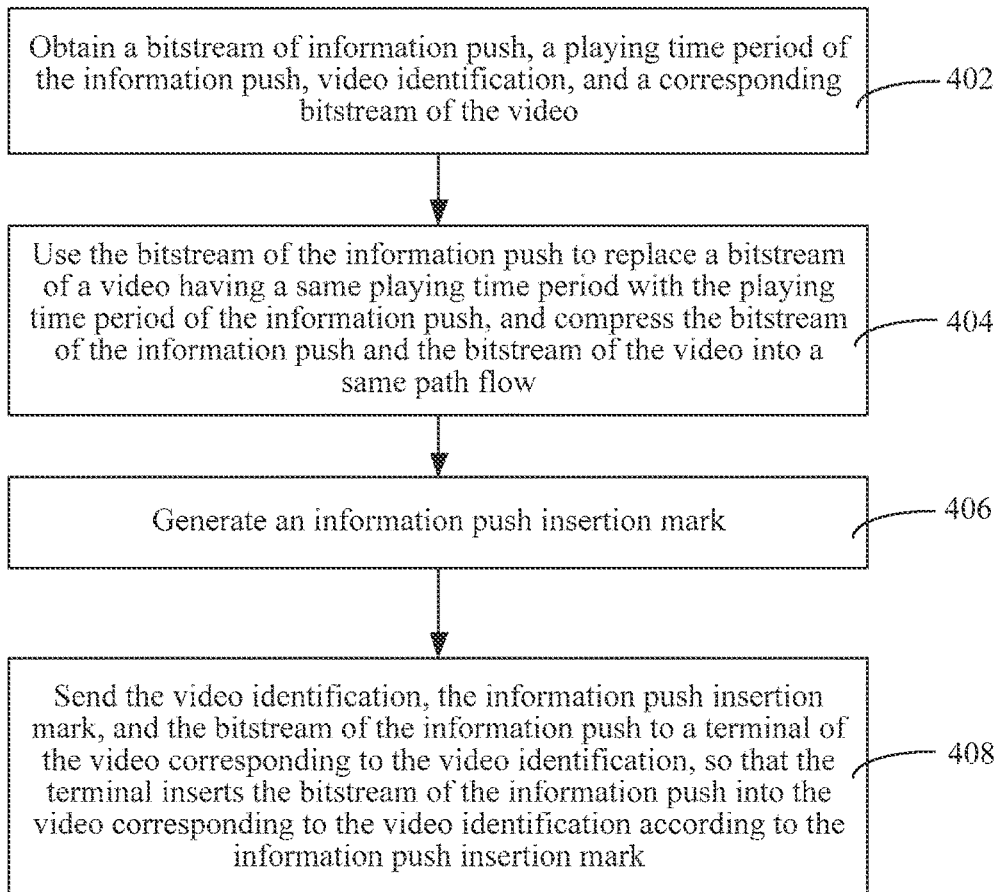 Obtain a bitstream of information push, a playing time period of
the information push, video identification, and a corresponding
bitstream of the video
402
Use the bitstream of the information push to replace a bitstream
of a video having a same playing time period with the playing
time period of the information push, and compress the bitstream
of the information push and the bitstream of the video into a
same path flow
404
Generate an information push insertion mark
406
Send the video identification, the information push insertion
mark, and the bitstream of the information push to a terminal of
the video corresponding to the video identification, so that the
terminal inserts the bitstream of the information push into the
video corresponding to the video identification according to the
information push insertion mark
408